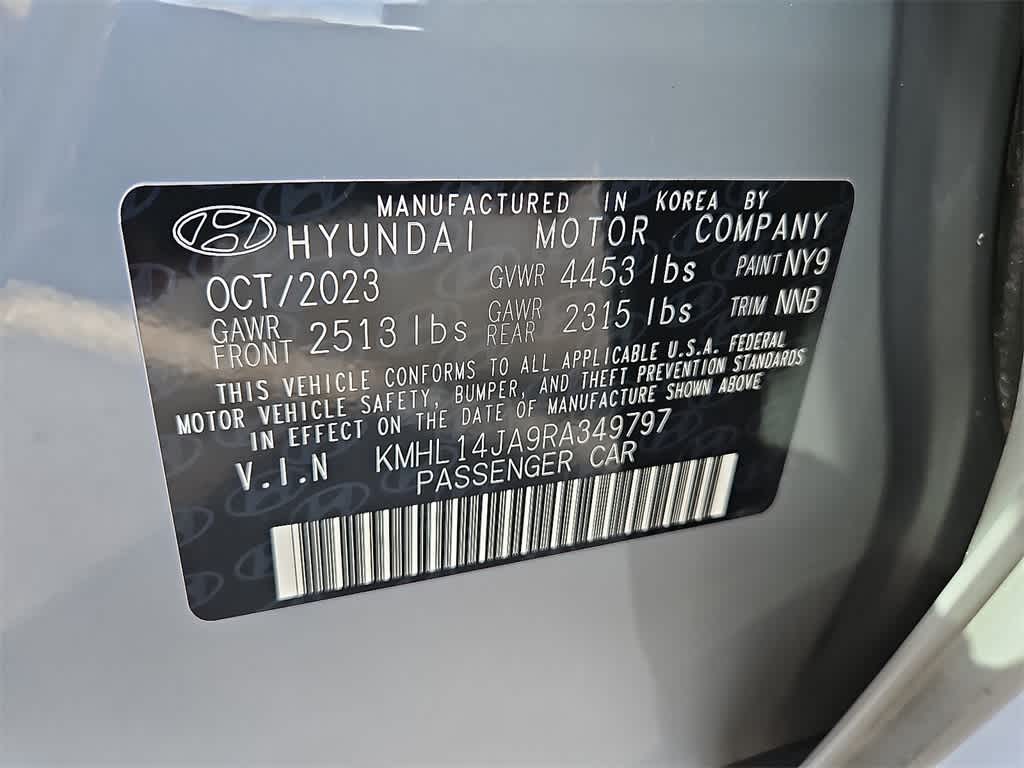 MANUFACTURED IN KOREA BY
HYUNDAI MOTOR COMPANY
OCT/2023 GVWR 4453 lbs PAINT NY9
GAWR FRONT 2513 lbs GAWR REAR 2315 lbs TRIM NNB
THIS VEHICLE CONFORMS TO ALL APPLICABLE U.S.A. FEDERAL
MOTOR VEHICLE SAFETY, BUMPER, AND THEFT PREVENTION STANDARDS
IN EFFECT ON THE DATE OF MANUFACTURE SHOWN ABOVE
V.I.N KMHL14JA9RA349797
PASSENGER CAR